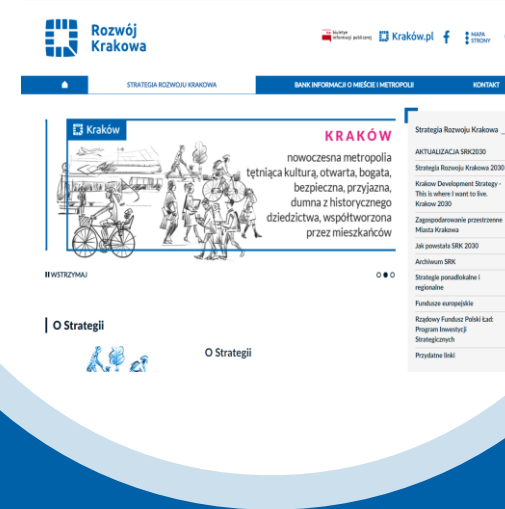 Rozwój
Krakowa
biuletyn
informacji publicznej
Kraków.pl
MAPA
STRONY
STRATEGIA ROZWOJU KRAKOWA
BANK INFORMACJI O MIEŚCIE I METROPOLII
KONTAKT
Kraków
KRAKÓW
nowoczesna metropolia
tętniąca kulturą, otwarta, bogata,
bezpieczna, przyjazna,
dumna z historycznego
dziedzictwa, współtworzona
przez mieszkańców
WSTRZYMAJ
O Strategii
O Strategii
Strategia Rozwoju Krakowa
AKTUALIZACJA SRK2030
Strategia Rozwoju Krakowa 2030
Krakow Development Strategy -
This is where I want to live.
Krakow 2030
Zagospodarowanie przestrzenne
Miasta Krakowa
Jak powstała SRK 2030
Archiwum SRK
Strategie ponadlokalne i
regionalne
Fundusze europejskie
Rządowy Fundusz Polski Ład:
Program Inwestycji
Strategicznych
Przydatne linki